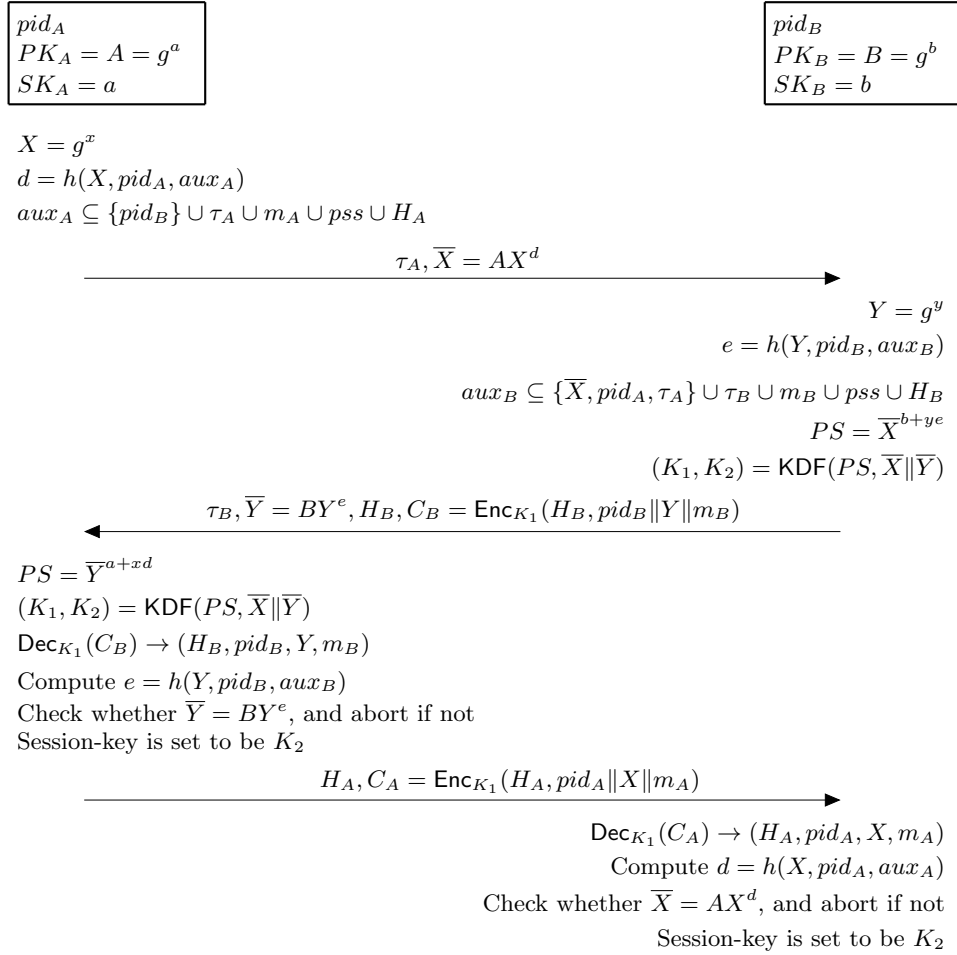 pid_A
PK_A = A = g^a
SK_A = a
pid_B
PK_B = B = g^b
SK_B = b
X = g^x
d = h(X, pid_A, aux_A)
aux_A ⊆ {pid_B} ∪ τ_A ∪ m_A ∪ pss ∪ H_A
τ_A, X̅ = AX^d
Y = g^y
e = h(Y, pid_B, aux_B)
aux_B ⊆ {X̅, pid_A, τ_A} ∪ τ_B ∪ m_B ∪ pss ∪ H_B
PS = X̅^{b+ye}
(K_1, K_2) = KDF(PS, X̅‖Y̅)
τ_B, Y̅ = BY^e, H_B, C_B = Enc_{K_1}(H_B, pid_B‖Y‖m_B)
PS = Y̅^{a+xd}
(K_1, K_2) = KDF(PS, X̅‖Y̅)
Dec_{K_1}(C_B) → (H_B, pid_B, Y, m_B)
Compute e = h(Y, pid_B, aux_B)
Check whether Y̅ = BY^e, and abort if not
Session-key is set to be K_2
H_A, C_A = Enc_{K_1}(H_A, pid_A‖X‖m_A)
Dec_{K_1}(C_A) → (H_A, pid_A, X, m_A)
Compute d = h(X, pid_A, aux_A)
Check whether X̅ = AX^d, and abort if not
Session-key is set to be K_2